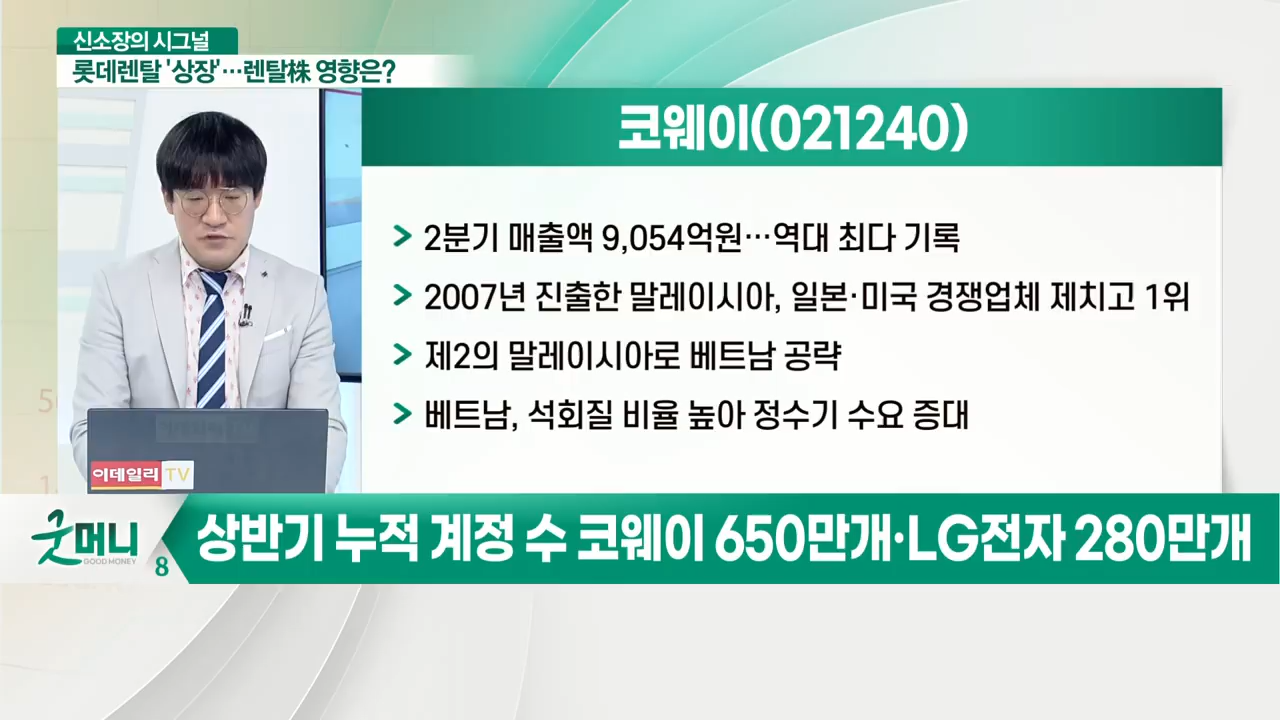 신소장의 시그널
롯데렌탈 '상장'…렌탈株 영향은?
코웨이(021240)
> 2분기 매출액 9,054억원…역대 최다 기록
> 2007년 진출한 말레이시아, 일본·미국 경쟁업체 제치고 1위
> 제2의 말레이시아로 베트남 공략
> 베트남, 석회질 비율 높아 정수기 수요 증대
이데일리 TV
굿머니
GOOD MONEY
8
상반기 누적 계정 수 코웨이 650만개·LG전자 280만개